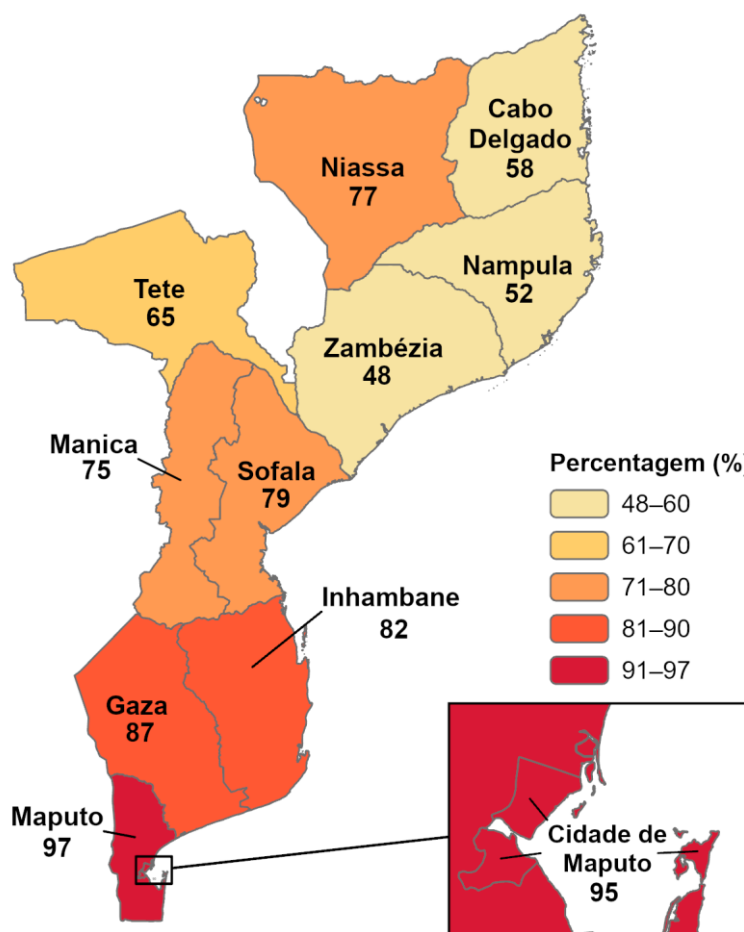 Cabo
Delgado
58
Niassa
77
Nampula
52
Tete
65
Zambézia
48
Manica
75
Sofala
79
Percentagem (%)
48–60
61–70
71–80
81–90
91–97
Inhambane
82
Gaza
87
Maputo
97
Cidade de
Maputo
95